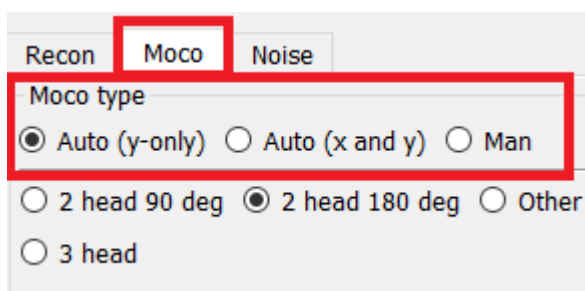 Recon Moco Noise
Moco type
Auto (y-only) Auto (x and y) Man
2 head 90 deg 2 head 180 deg Other
3 head